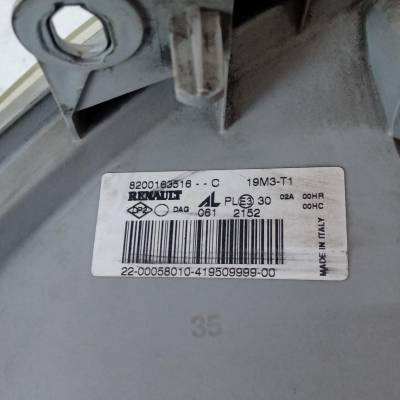 8200163516 -- C 19M3-T1
RENAULT AL PLE3 30 02A 00HR
DP2 DAG 061 2152 00HC
22-00058010-419509999-00
MADE IN ITALY
35